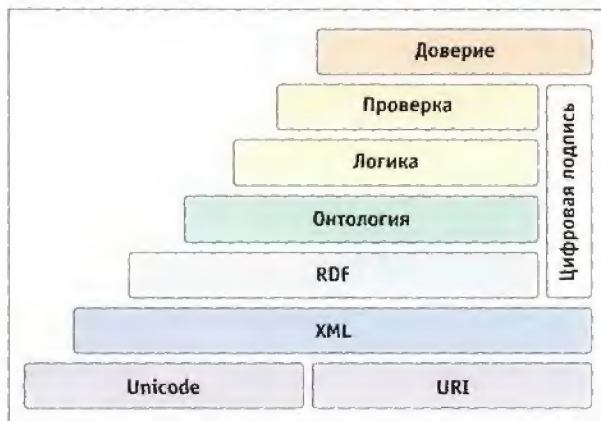 Доверие
Проверка
Логика
Онтология
RDF
Цифровая подпись
XML
Unicode
URI